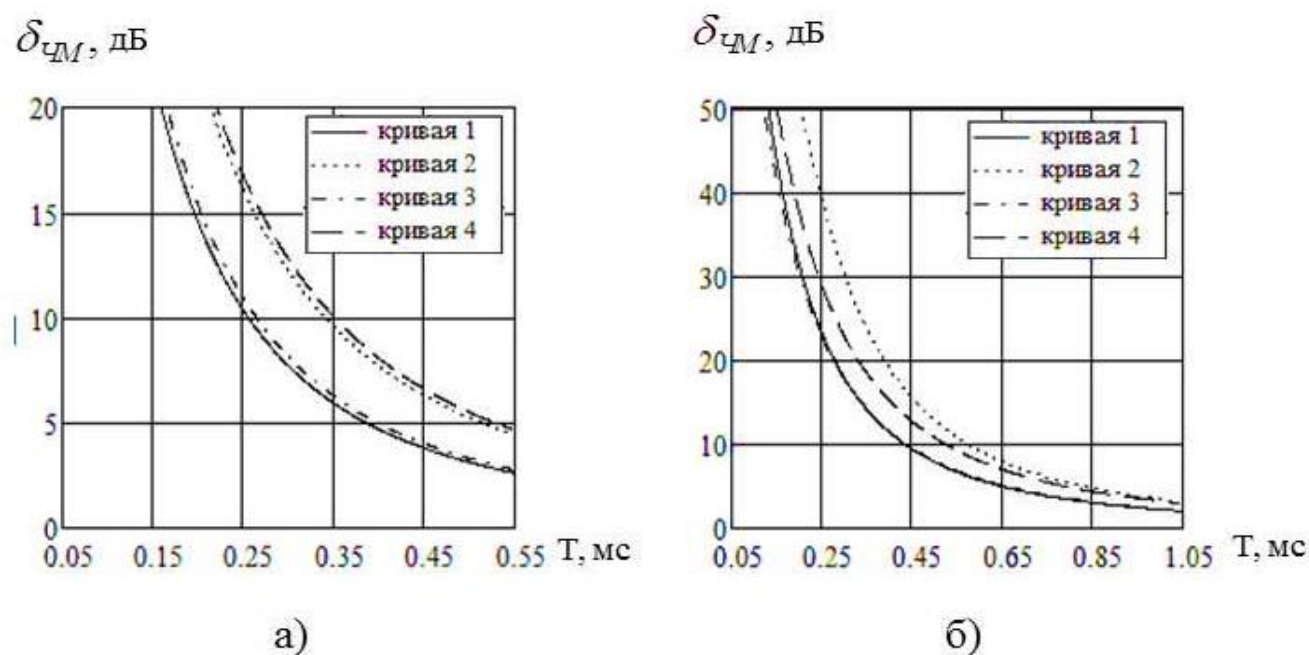 δЧМ, дБ
20
15
10
5
0
0.05 0.15 0.25 0.35 0.45 0.55 T, мс
кривая 1
кривая 2
кривая 3
кривая 4
а)
δЧМ, дБ
50
40
30
20
10
0
0.05 0.25 0.45 0.65 0.85 1.05 T, мс
кривая 1
кривая 2
кривая 3
кривая 4
б)